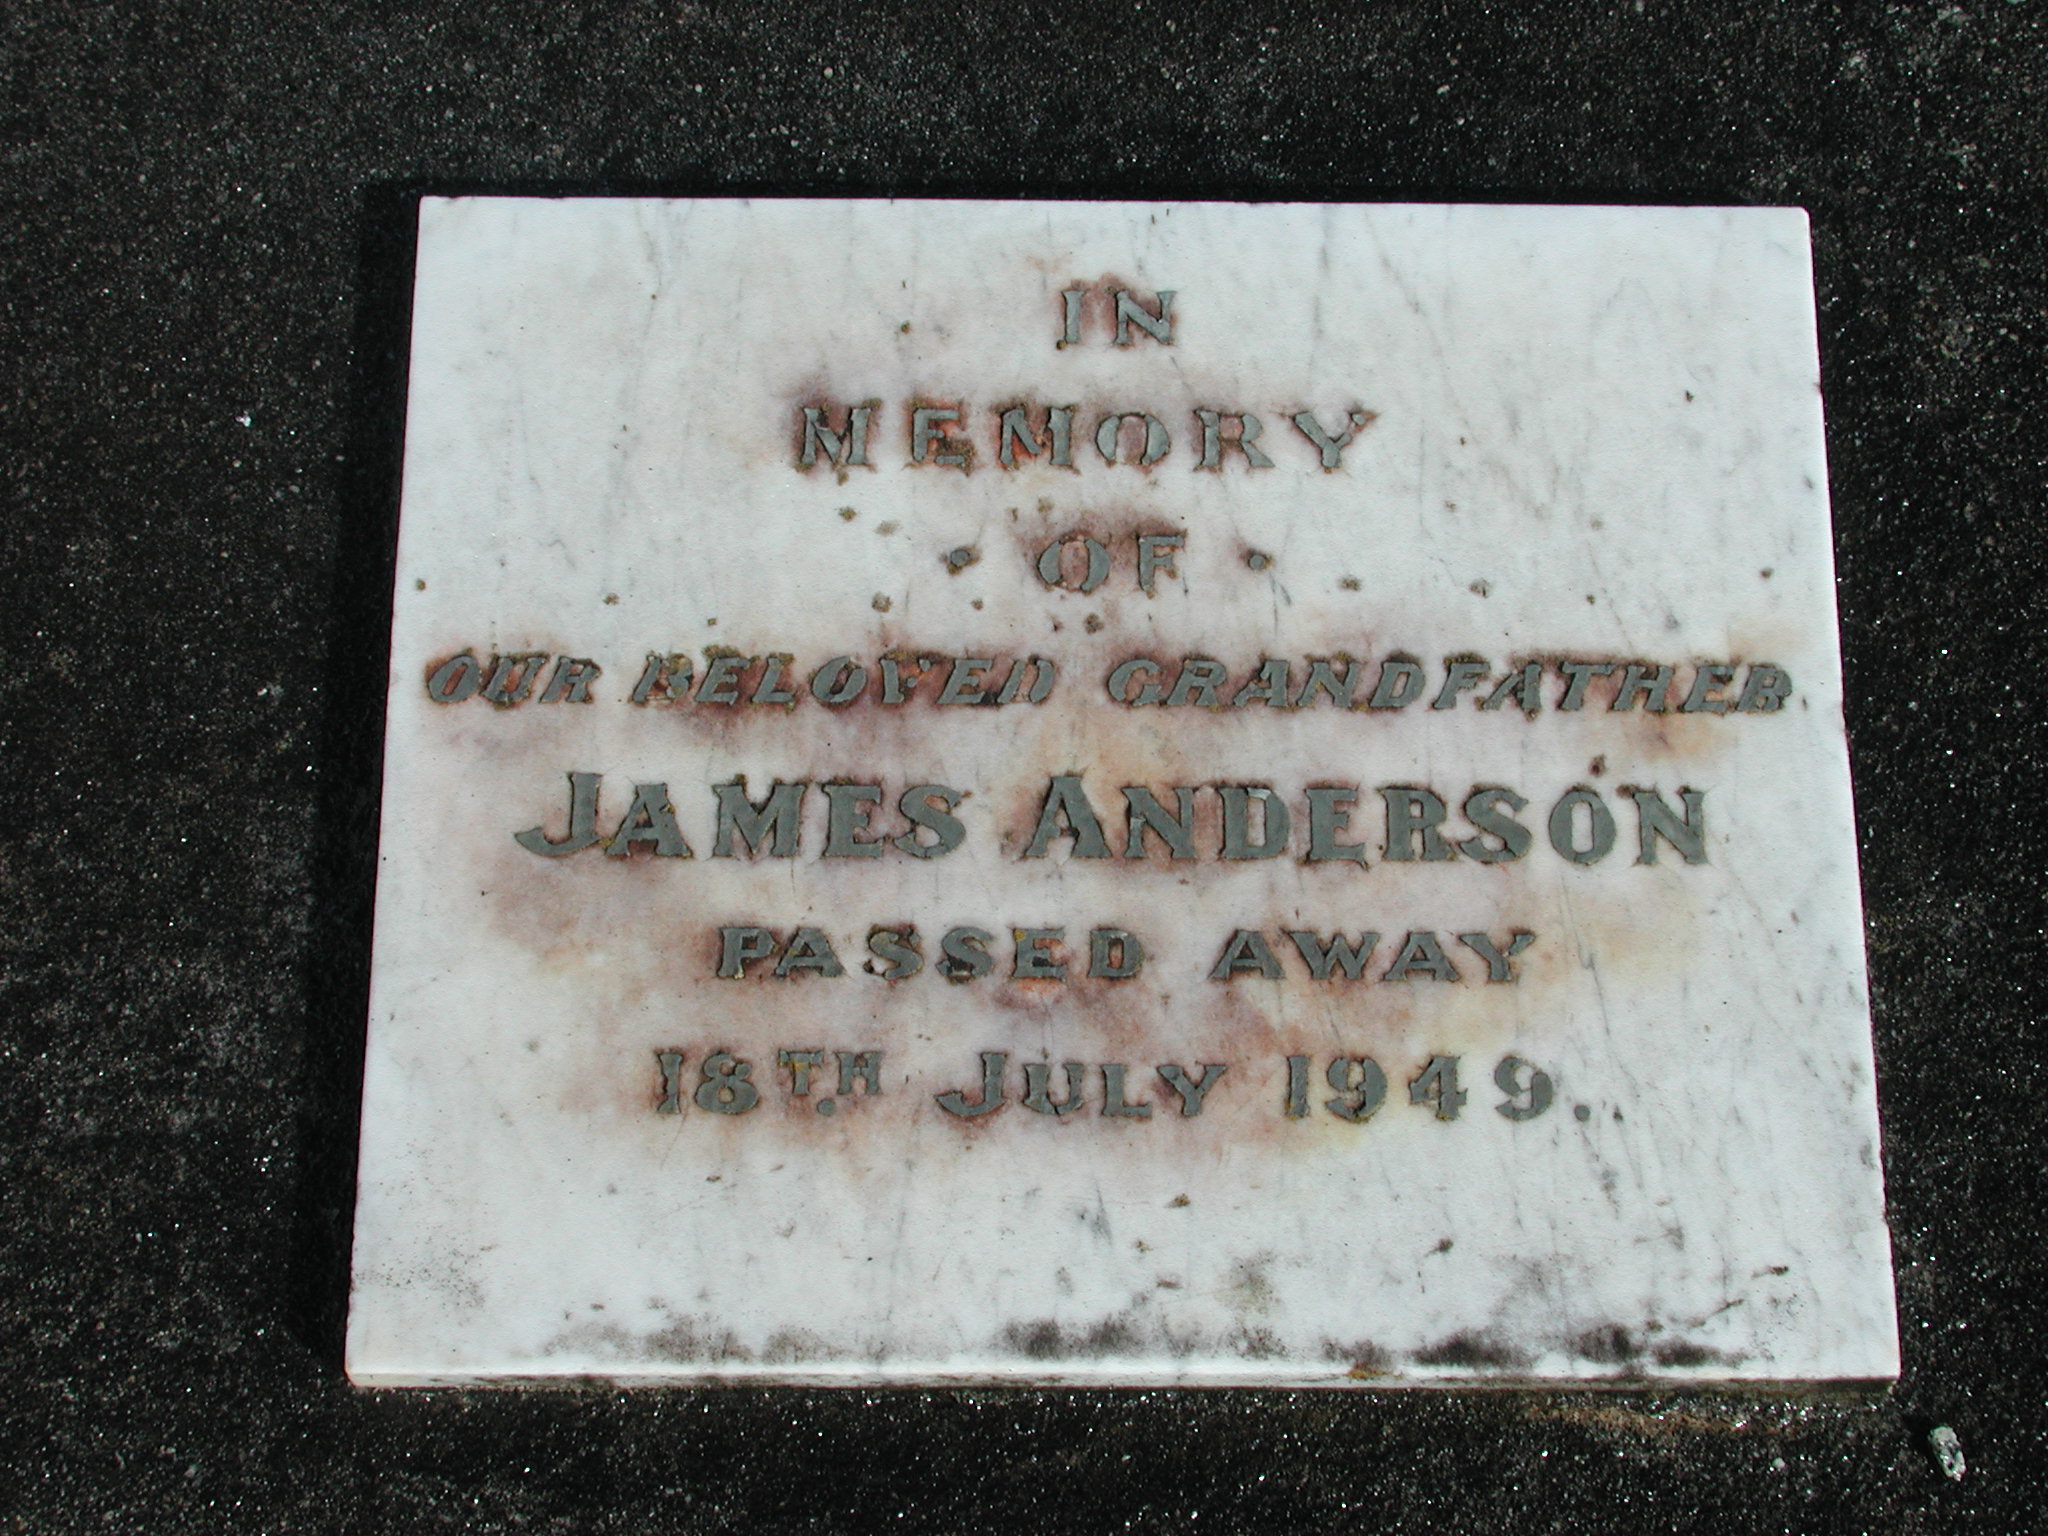 IN
MEMORY
· OF ·
OUR BELOVED GRANDFATHER
JAMES ANDERSON
PASSED AWAY
18TH JULY 1949.